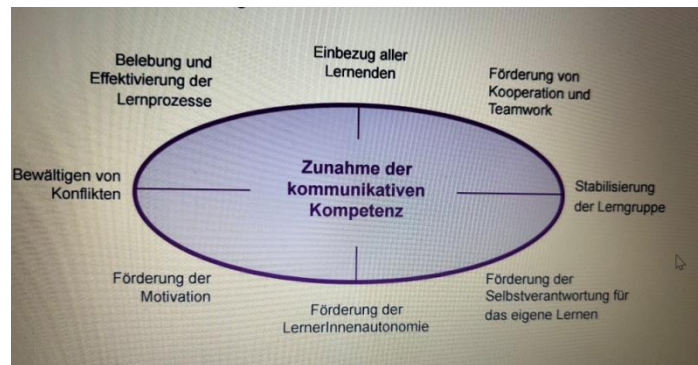 Einbezug aller
Lernenden
Belebung und
Effektivierung der
Lernprozesse
Förderung von
Kooperation und
Teamwork
Bewältigen von
Konflikten
Zunahme der
kommunikativen
Kompetenz
Stabilisierung
der Lerngruppe
Förderung der
Motivation
Förderung der
LernerInnenautonomie
Förderung der
Selbstverantwortung für
das eigene Lernen